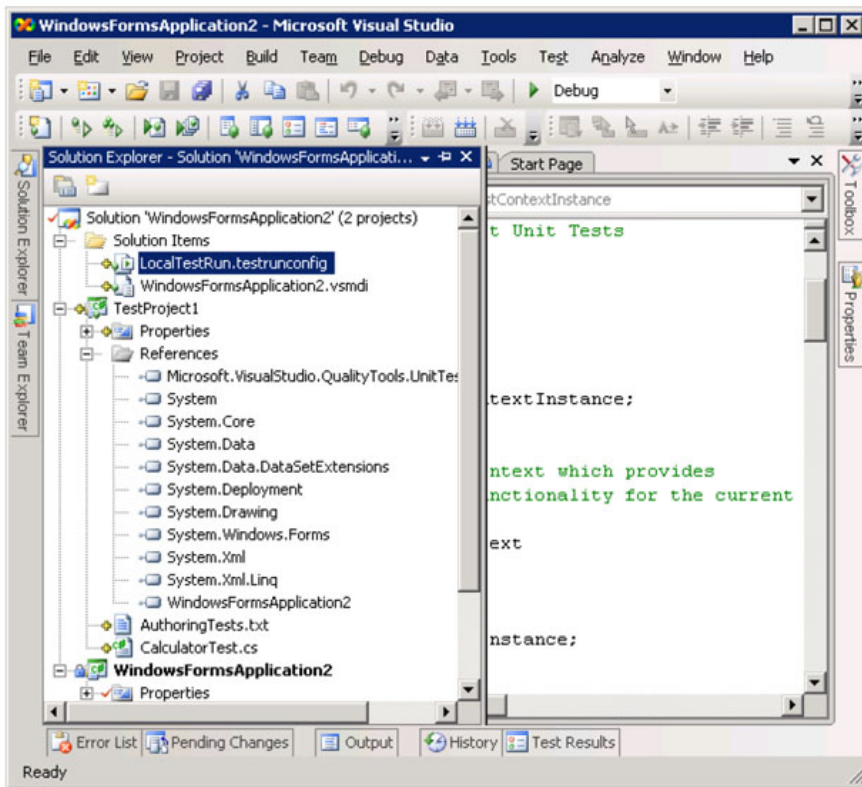 WindowsFormsApplication2 - Microsoft Visual Studio
File Edit View Project Build Team Debug Data Tools Test Analyze Window Help
Debug
Solution Explorer - Solution 'WindowsFormsApplicati...
Start Page
Solution Explorer
Team Explorer
Toolbox
Properties
Solution 'WindowsFormsApplication2' (2 projects)
Solution Items
LocalTestRun.testrunconfig
WindowsFormsApplication2.vsmdi
TestProject1
Properties
References
Microsoft.VisualStudio.QualityTools.UnitTes
System
System.Core
System.Data
System.Data.DataSetExtensions
System.Deployment
System.Drawing
System.Windows.Forms
System.Xml
System.Xml.Linq
WindowsFormsApplication2
AuthoringTests.txt
CalculatorTest.cs
WindowsFormsApplication2
Properties
stContextInstance
t Unit Tests
textInstance;
ntext which provides
nctionality for the current
ext
nstance;
Error List Pending Changes Output History Test Results
Ready